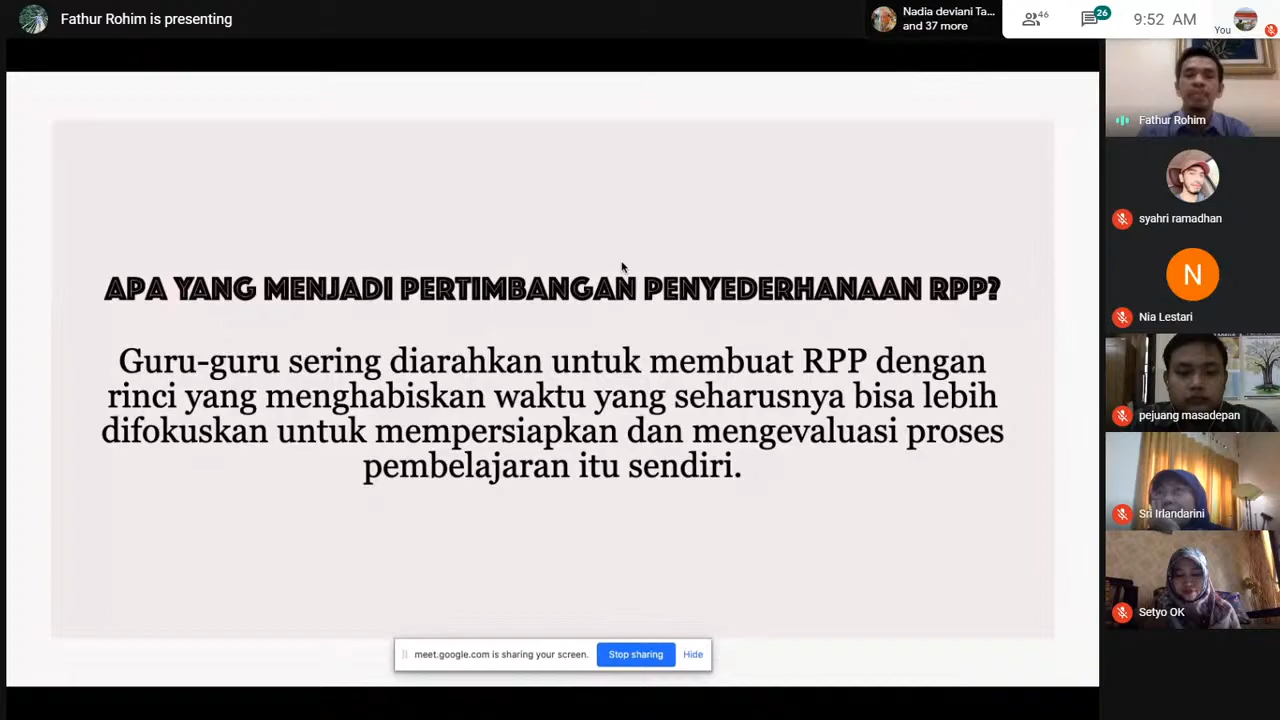 Fathur Rohim is presenting
Nadia deviani Ta...
and 37 more
46
26
9:52 AM
You
Fathur Rohim
syahri ramadhan
N
Nia Lestari
pejuang masadepan
Sri Irlandarini
Setyo OK
APA YANG MENJADI PERTIMBANGAN PENYEDERHANAAN RPP?
Guru-guru sering diarahkan untuk membuat RPP dengan
rinci yang menghabiskan waktu yang seharusnya bisa lebih
difokuskan untuk mempersiapkan dan mengevaluasi proses
pembelajaran itu sendiri.
meet.google.com is sharing your screen.
Stop sharing
Hide